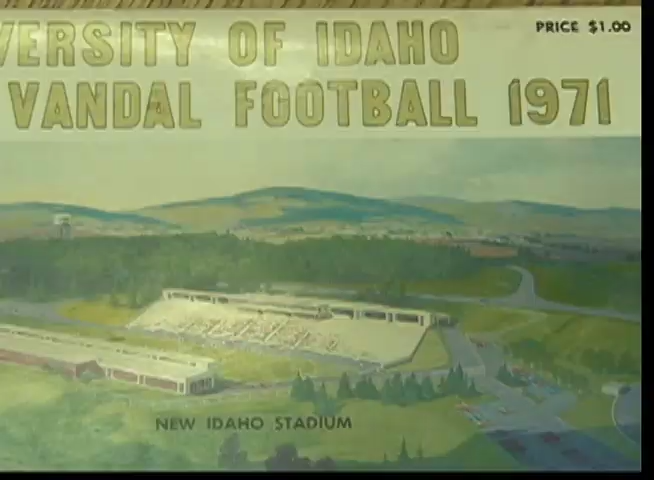 VERSITY OF IDAHO
PRICE $1.00
VANDAL FOOTBALL 1971
NEW IDAHO STADIUM